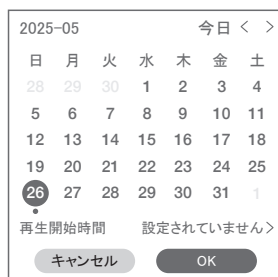 2025-05 今日 < >
日 月 火 水 木 金 土
28 29 30 1 2 3 4
5 6 7 8 9 10 11
12 13 14 15 16 17 18
19 20 21 22 23 24 25
26 27 28 29 30 31 1
再生開始時間 設定されていません>
キャンセル OK